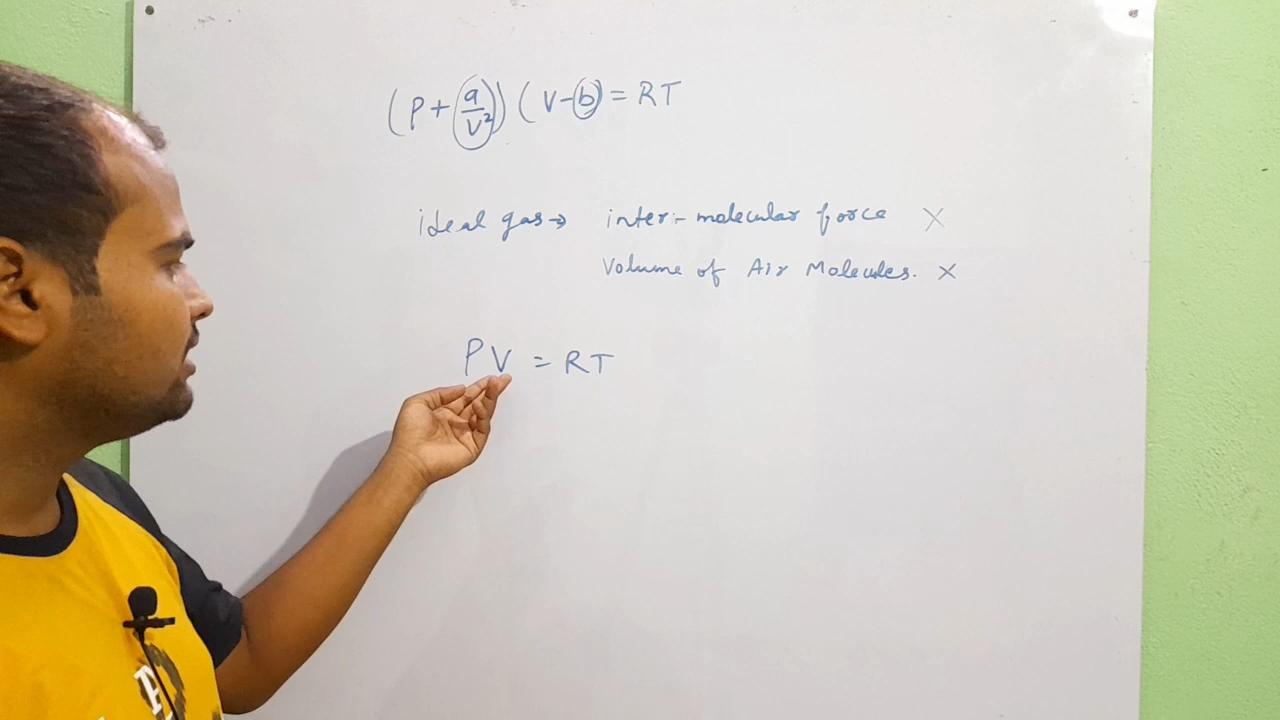 (P + a/v²) (v-b) = RT
ideal gas → inter-molecular force ×
Volume of Air Molecules. ×
PV = RT